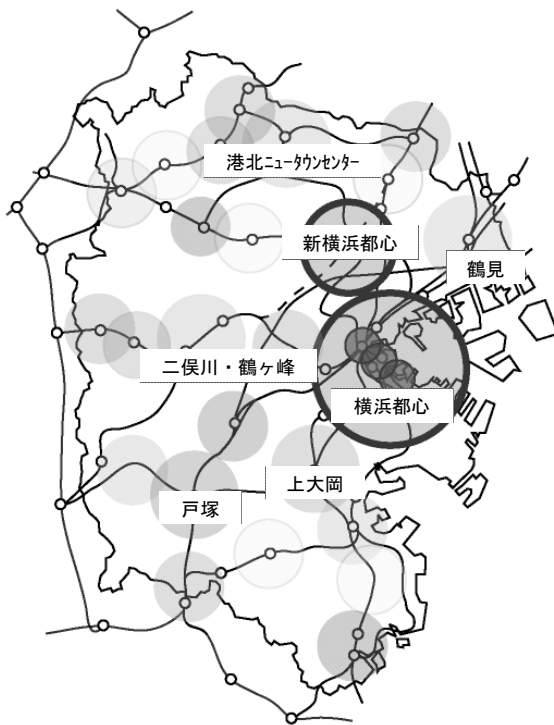 港北ニュータウンセンター
新横浜都心
鶴見
二俣川・鶴ヶ峰
横浜都心
上大岡
戸塚